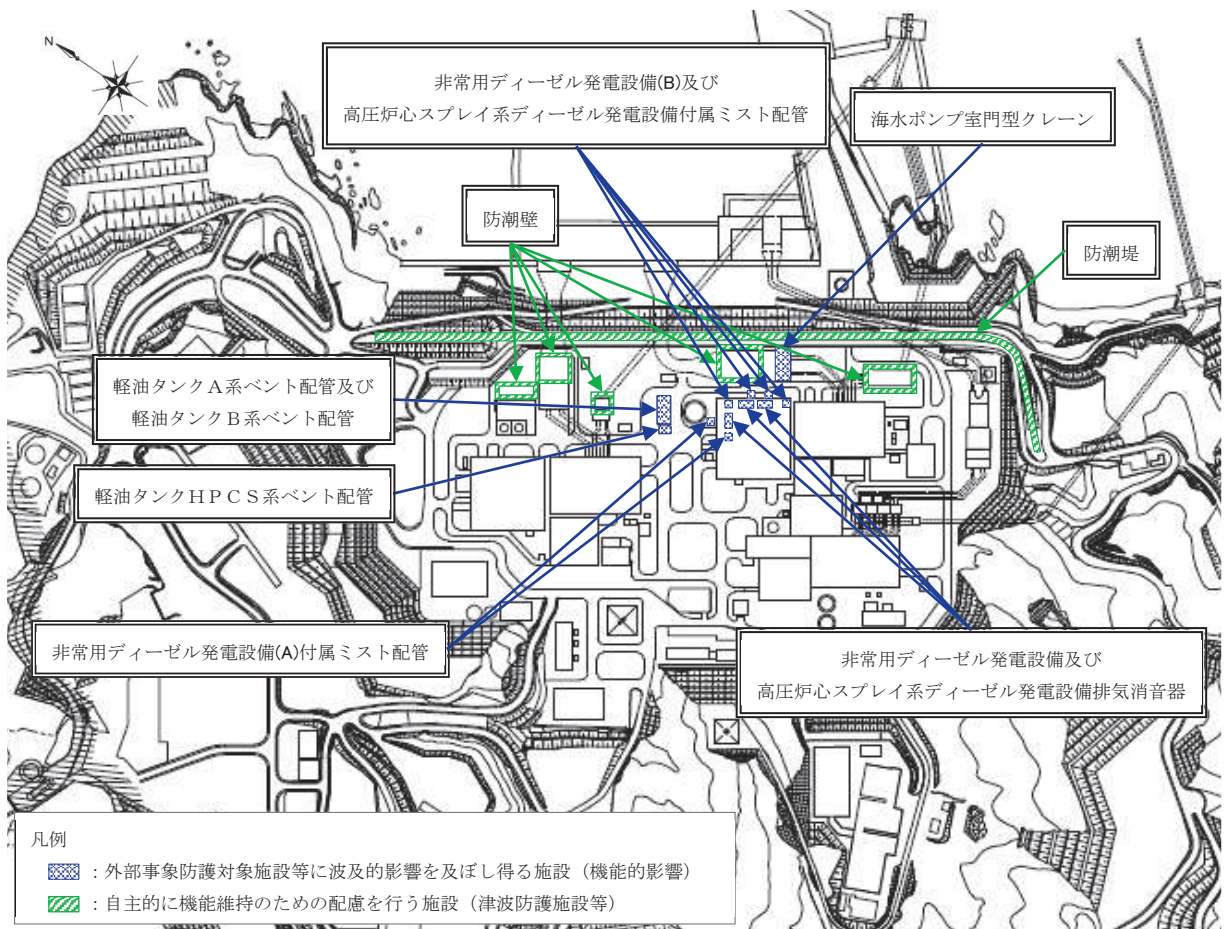 N
非常用ディーゼル発電設備(B)及び
高圧炉心スプレイ系ディーゼル発電設備付属ミスト配管
海水ポンプ室門型クレーン
防潮壁
防潮堤
軽油タンクA系ベント配管及び
軽油タンクB系ベント配管
軽油タンクHPCS系ベント配管
非常用ディーゼル発電設備(A)付属ミスト配管
非常用ディーゼル発電設備及び
高圧炉心スプレイ系ディーゼル発電設備排気消音器
凡例
:外部事象防護対象施設等に波及的影響を及ぼし得る施設(機能的影響)
:自主的に機能維持のための配慮を行う施設(津波防護施設等)